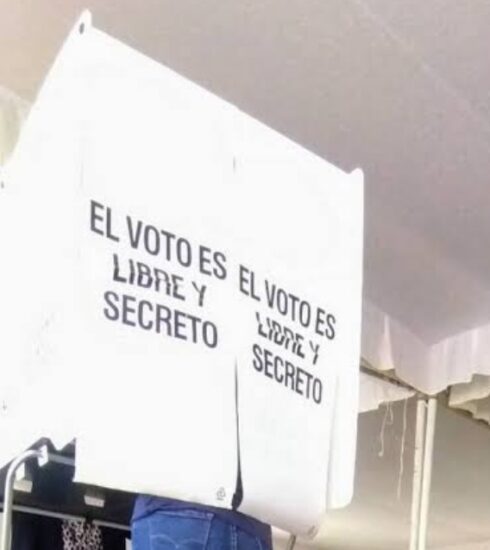 EL VOTO ES
LIBRE Y
SECRETO
EL VOTO ES
LIBRE Y
SECRETO